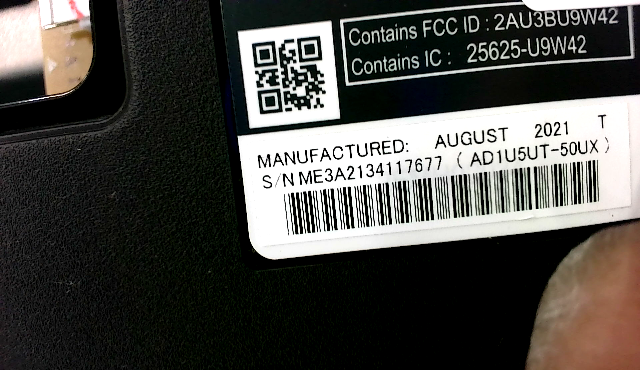 Contains FCC ID : 2AU3BU9W42
Contains IC : 25625-U9W42
MANUFACTURED: AUGUST 2021 T
S/N ME3A2134117677 ( AD1U5UT-50UX )